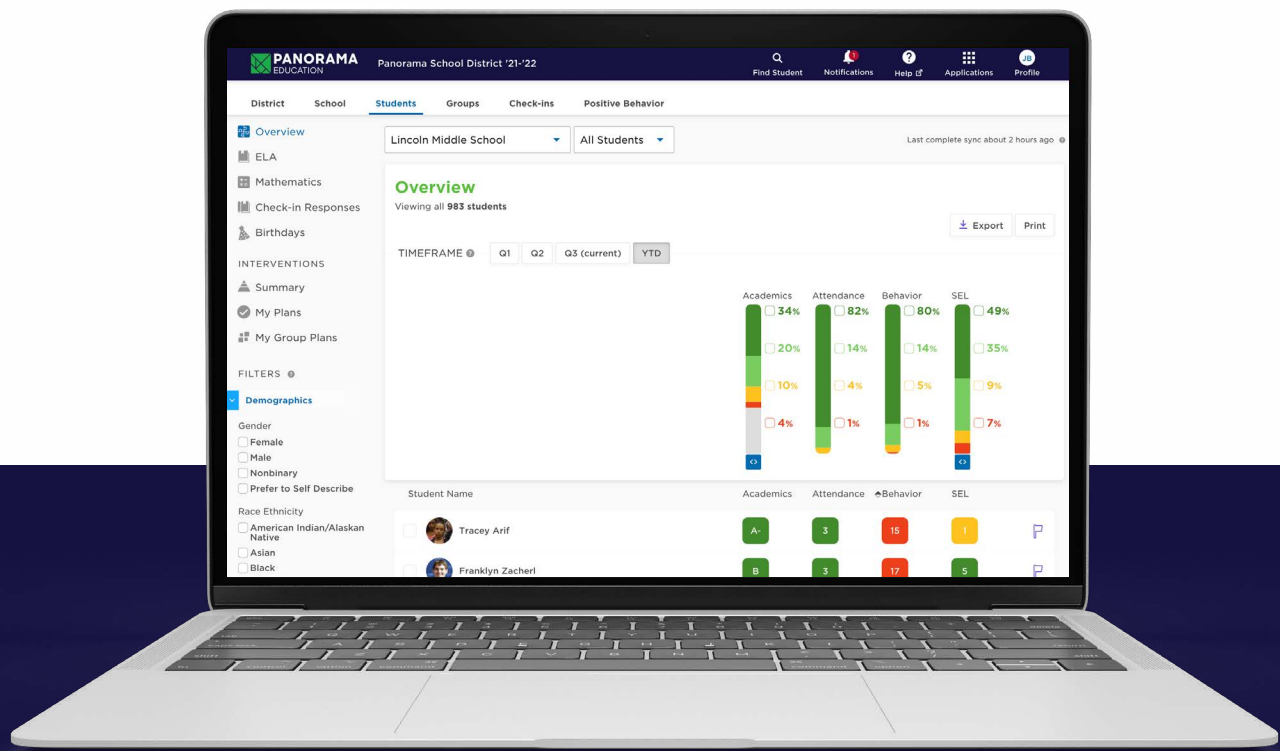 PANORAMA
EDUCATION
Panorama School District '21-'22
Find Student
Notifications
1
Help
Applications
JB
Profile
District School Students Groups Check-ins Positive Behavior
Overview
ELA
Mathematics
Check-in Responses
Birthdays
INTERVENTIONS
Summary
My Plans
My Group Plans
FILTERS
Demographics
Gender
Female
Male
Nonbinary
Prefer to Self Describe
Race Ethnicity
American Indian/Alaskan
Native
Asian
Black
Lincoln Middle School All Students Last complete sync about 2 hours ago
Overview
Viewing all 983 students
Export Print
TIMEFRAME Q1 Q2 Q3 (current) YTD
Academics Attendance Behavior SEL
34% 82% 80% 49%
20% 14% 14% 35%
10% 4% 5% 9%
4% 1% 1% 7%
Student Name Academics Attendance Behavior SEL
Tracey Arif A- 3 15 1
Franklyn Zacherl B 3 17 5